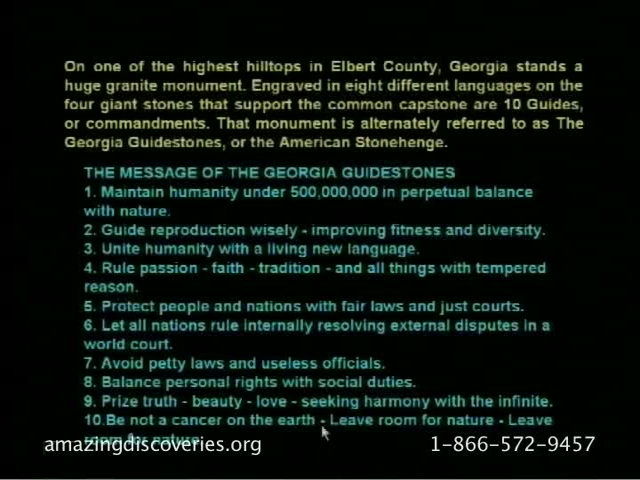 On one of the highest hilltops in Elbert County, Georgia stands a
huge granite monument. Engraved in eight different languages on the
four giant stones that support the common capstone are 10 Guides,
or commandments. That monument is alternately referred to as The
Georgia Guidestones, or the American Stonehenge.
THE MESSAGE OF THE GEORGIA GUIDESTONES
1. Maintain humanity under 500,000,000 in perpetual balance
with nature.
2. Guide reproduction wisely - improving fitness and diversity.
3. Unite humanity with a living new language.
4. Rule passion - faith - tradition - and all things with tempered
reason.
5. Protect people and nations with fair laws and just courts.
6. Let all nations rule internally resolving external disputes in a
world court.
7. Avoid petty laws and useless officials.
8. Balance personal rights with social duties.
9. Prize truth - beauty - love - seeking harmony with the infinite.
10.Be not a cancer on the earth - Leave room for nature - Leave
room for nature.
amazingdiscoveries.org 1-866-572-9457